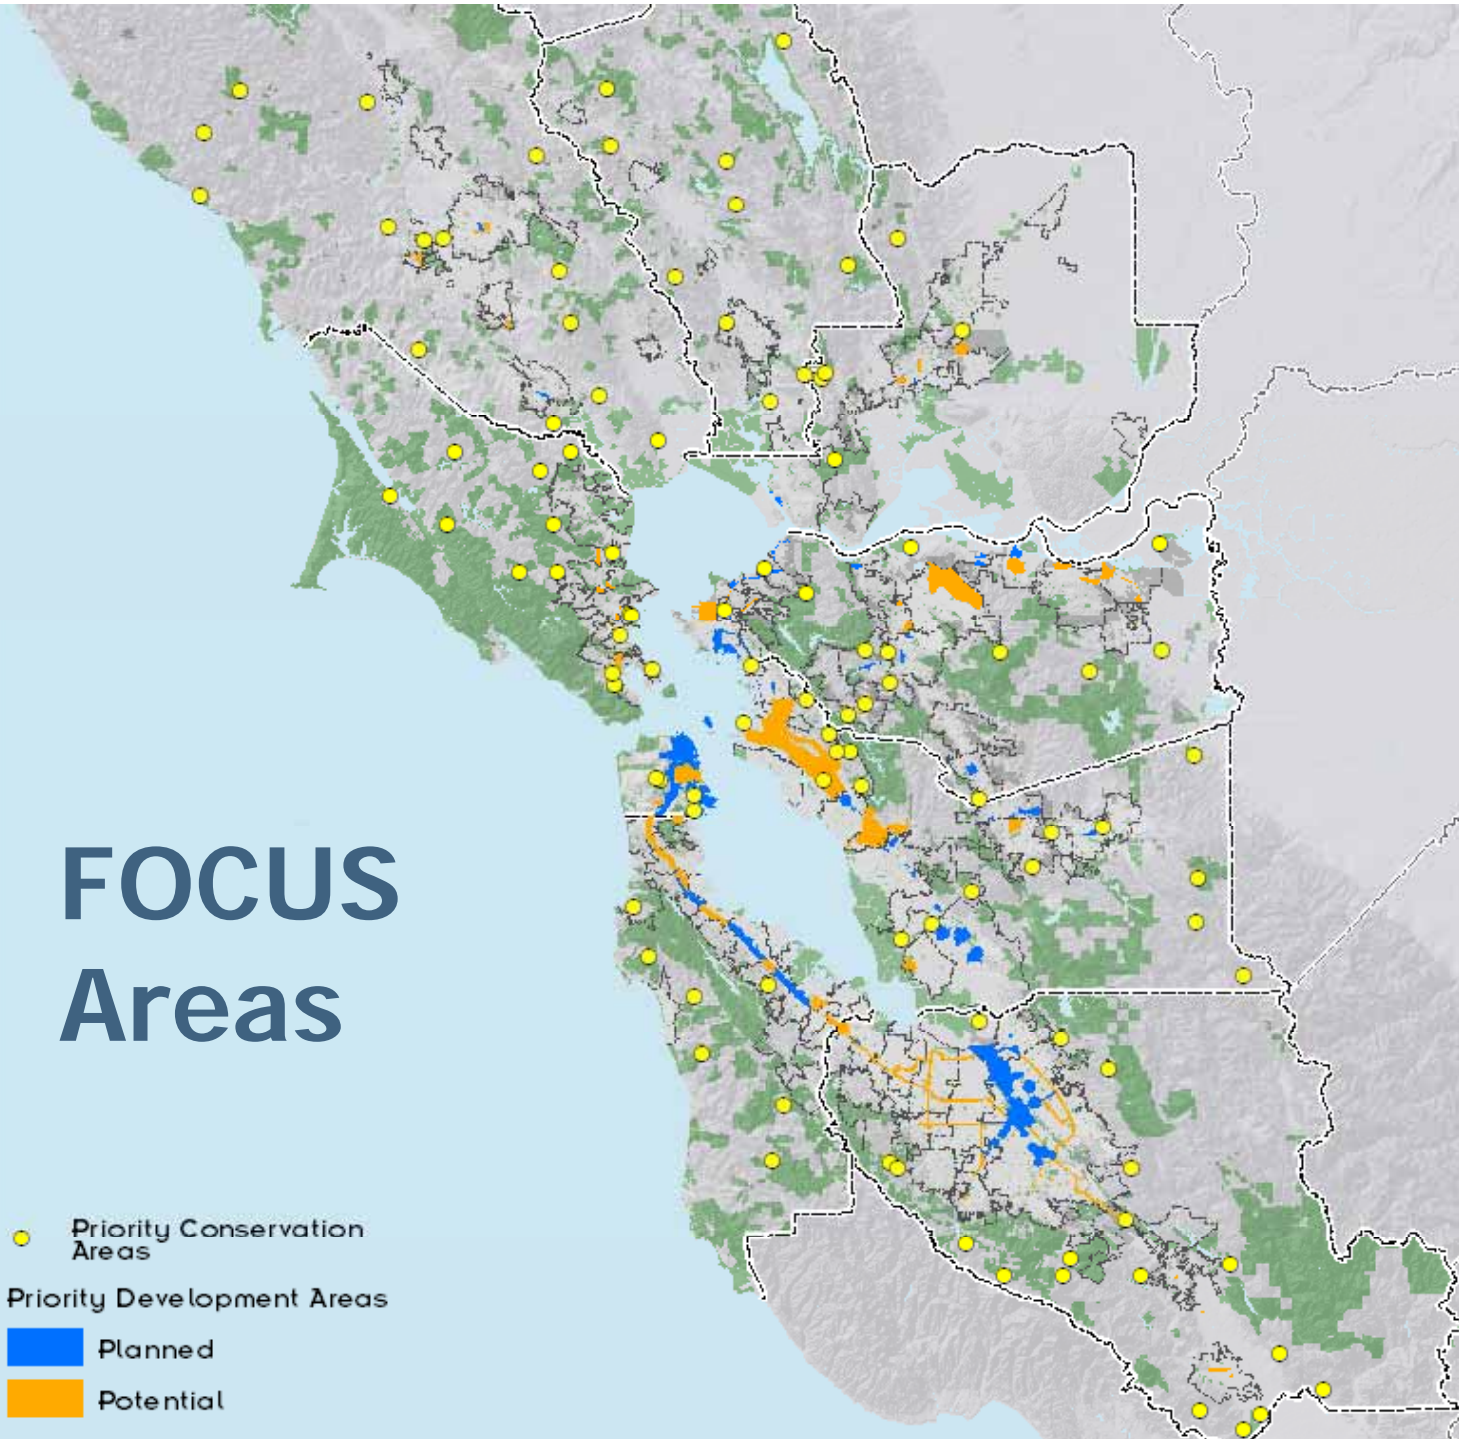 FOCUS
Areas
Priority Conservation
Areas
Priority Development Areas
Planned
Potential